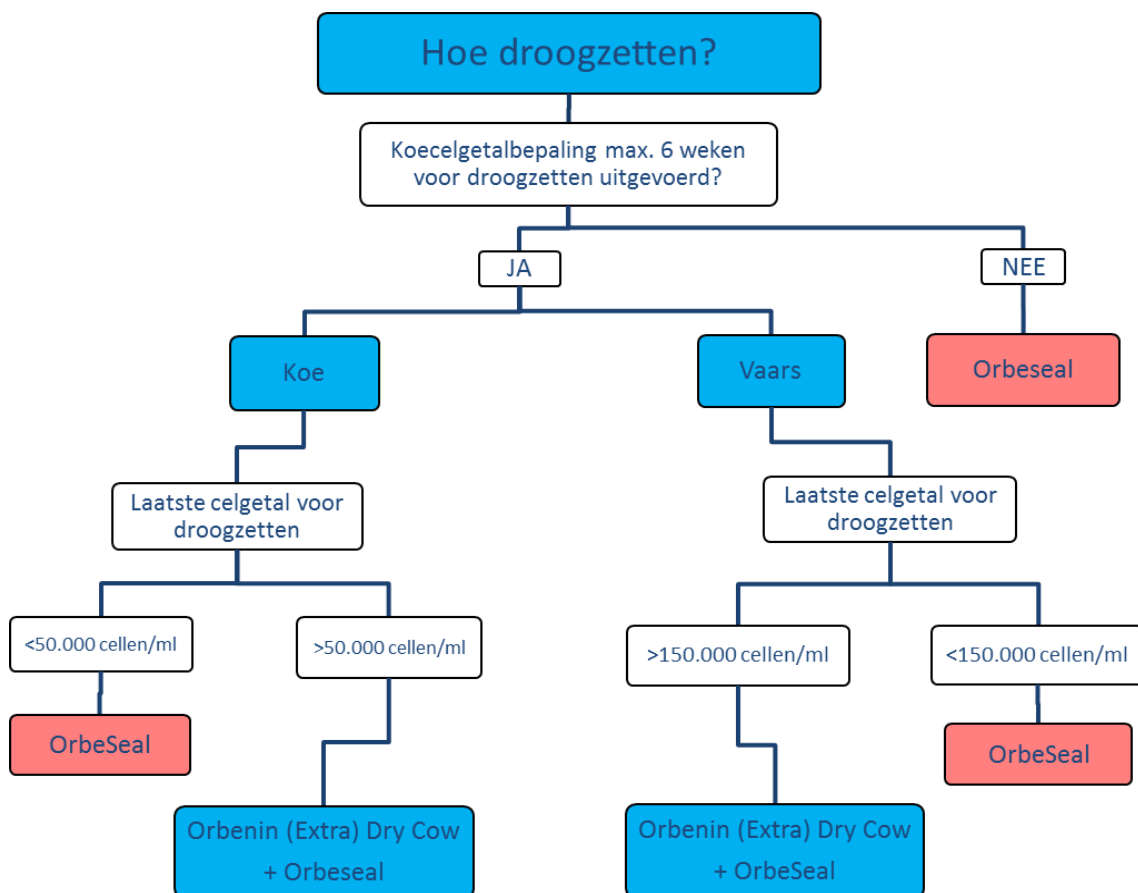 Hoe droogzetten?
Koecelgetalbepaling max. 6 weken
voor droogzetten uitgevoerd?
JA
NEE
Koe
Vaars
Orbeseal
Laatste celgetal voor
droogzetten
Laatste celgetal voor
droogzetten
<50.000 cellen/ml
>50.000 cellen/ml
>150.000 cellen/ml
<150.000 cellen/ml
OrbeSeal
OrbeSeal
Orbenin (Extra) Dry Cow
+ Orbeseal
Orbenin (Extra) Dry Cow
+ OrbeSeal